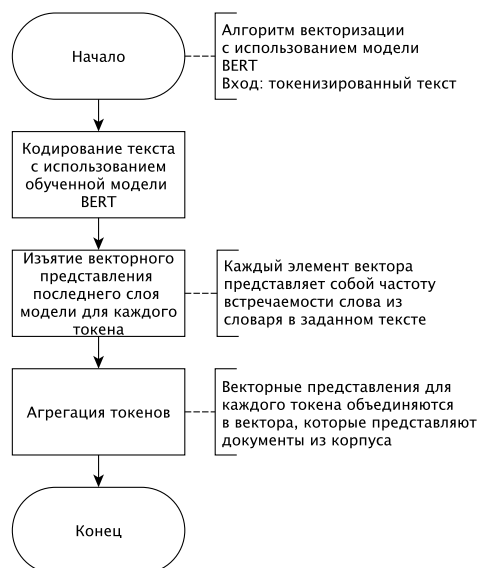 Начало
Алгоритм векторизации
с использованием модели
BERT
Вход: токенизированный текст
Кодирование текста
с использованием
обученной модели
BERT
Изъятие векторного
представления
последнего слоя
модели для каждого
токена
Каждый элемент вектора
представляет собой частоту
встречаемости слова из
словаря в заданном тексте
Агрегация токенов
Векторные представления для
каждого токена объединяются
в вектора, которые представляют
документы из корпуса
Конец